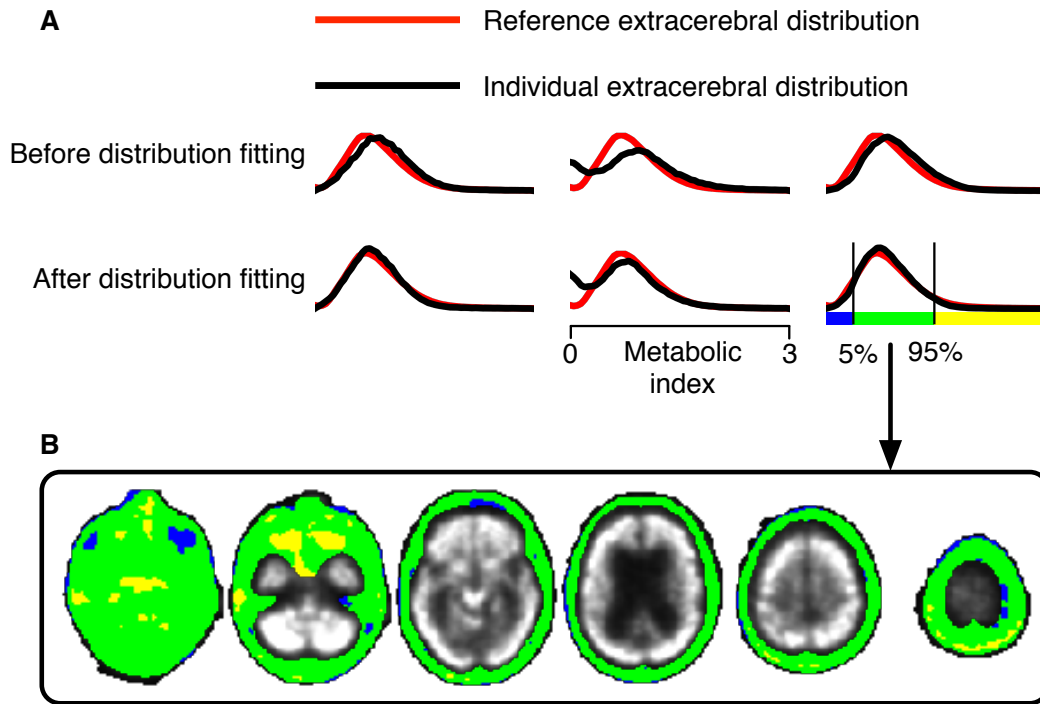 A
Reference extracerebral distribution
Individual extracerebral distribution
Before distribution fitting
After distribution fitting
0 Metabolic 3
index
5% 95%
B